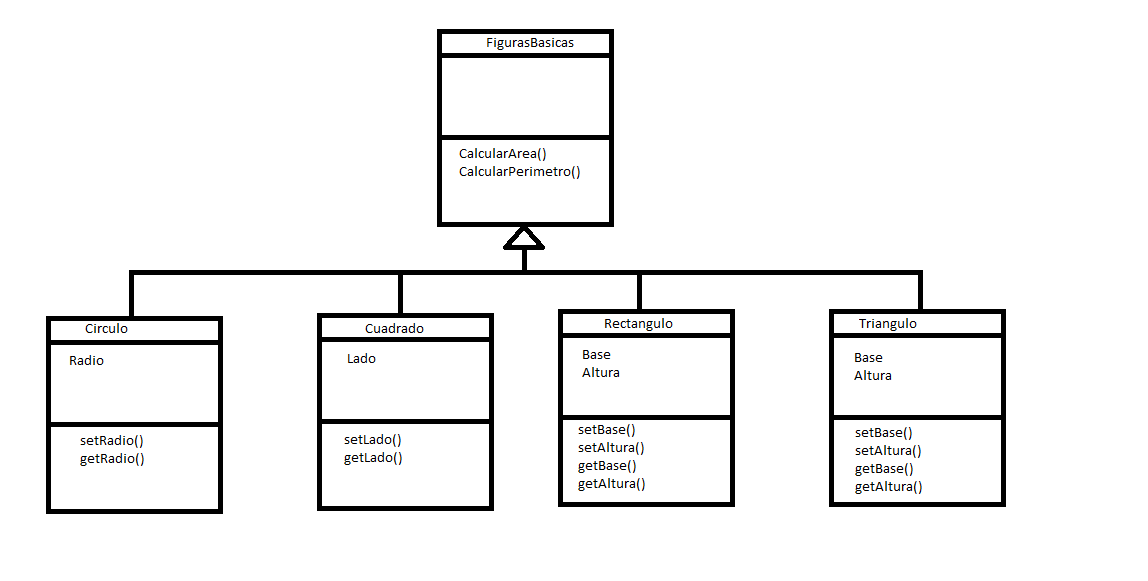 FigurasBasicas
CalcularArea()
CalcularPerimetro()
Circulo
Radio
setRadio()
getRadio()
Cuadrado
Lado
setLado()
getLado()
Rectangulo
Base
Altura
setBase()
setAltura()
getBase()
getAltura()
Triangulo
Base
Altura
setBase()
setAltura()
getBase()
getAltura()